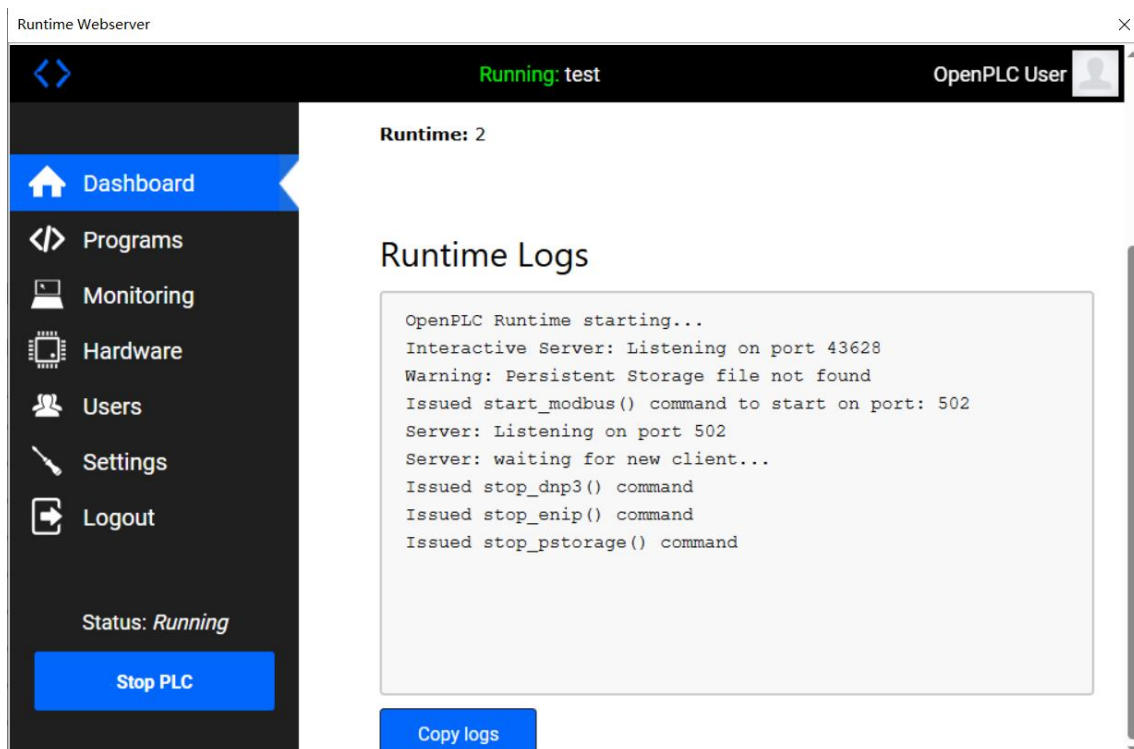 Runtime Webserver
Running: test
OpenPLC User
Dashboard
Programs
Monitoring
Hardware
Users
Settings
Logout
Status: Running
Stop PLC
Runtime: 2
Runtime Logs
OpenPLC Runtime starting...
Interactive Server: Listening on port 43628
Warning: Persistent Storage file not found
Issued start_modbus() command to start on port: 502
Server: Listening on port 502
Server: waiting for new client...
Issued stop_dnp3() command
Issued stop_enip() command
Issued stop_pstorage() command
Copy logs